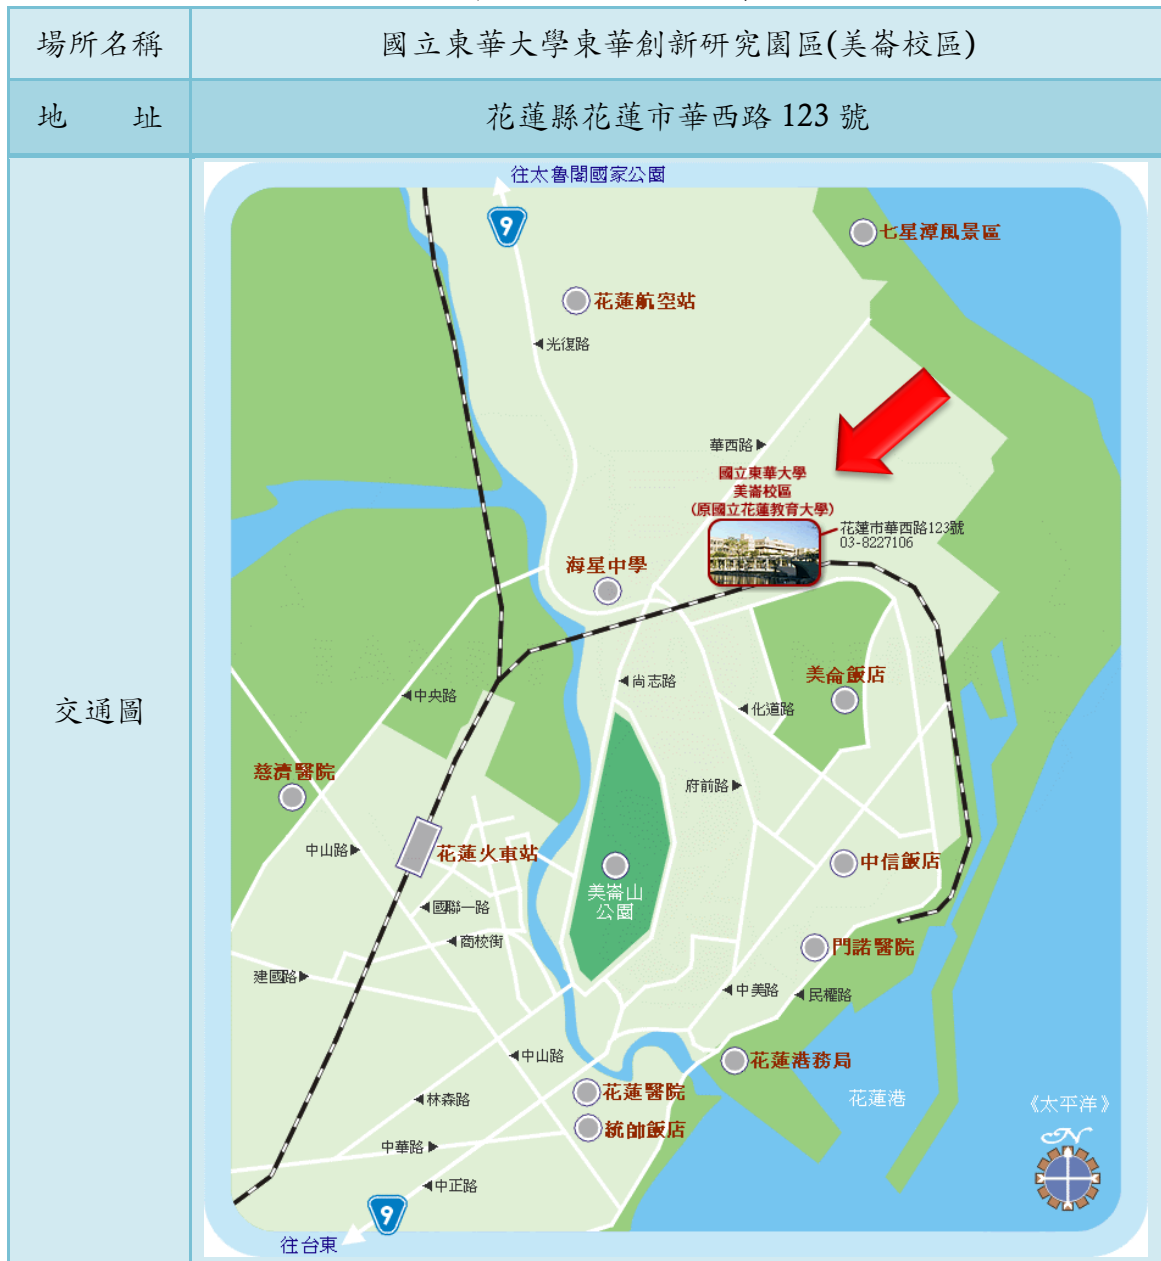 場所名稱
國立東華大學東華創新研究園區(美崙校區)
地 址
花蓮縣花蓮市華西路 123 號
交通圖
往太魯閣國家公園
9
七星潭風景區
花蓮航空站
◀光復路
華西路▶
國立東華大學
美崙校區
(原國立花蓮教育大學)
花蓮市華西路123號
03-8227106
海星中學
◀尚志路
美侖飯店
◀中央路
◀化道路
慈濟醫院
府前路▶
中山路▶
花蓮火車站
中信飯店
美崙山
公園
◀國聯一路
◀商校街
門諾醫院
建國路▶
◀中美路
◀民權路
◀中山路
花蓮港務局
花蓮醫院
◀林森路
花蓮港
《太平洋》
統帥飯店
N
中華路▶
◀中正路
9
往台東